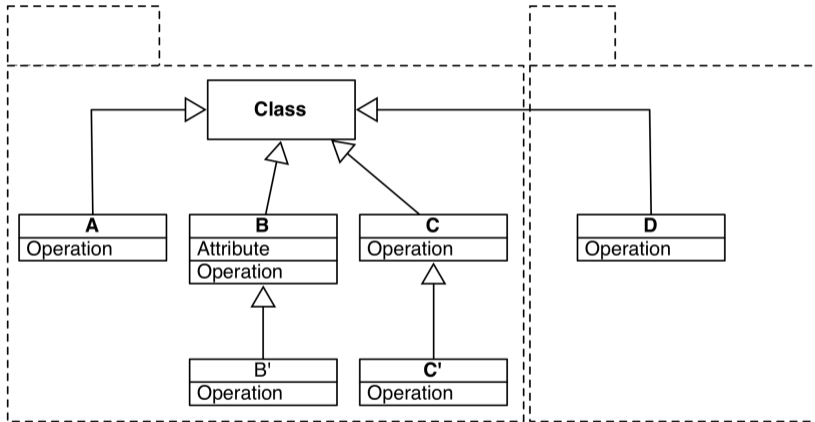 Class
A
Operation
B
Attribute
Operation
C
Operation
D
Operation
B'
Operation
C'
Operation